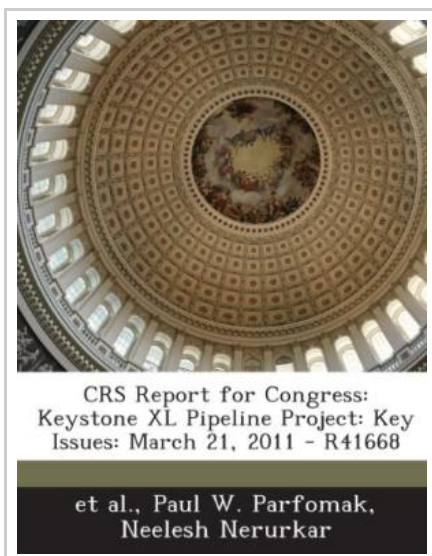 CRS Report for Congress:
Keystone XL Pipeline Project: Key
Issues: March 21, 2011 - R41668
et al., Paul W. Parfomak,
Neelesh Nerurkar